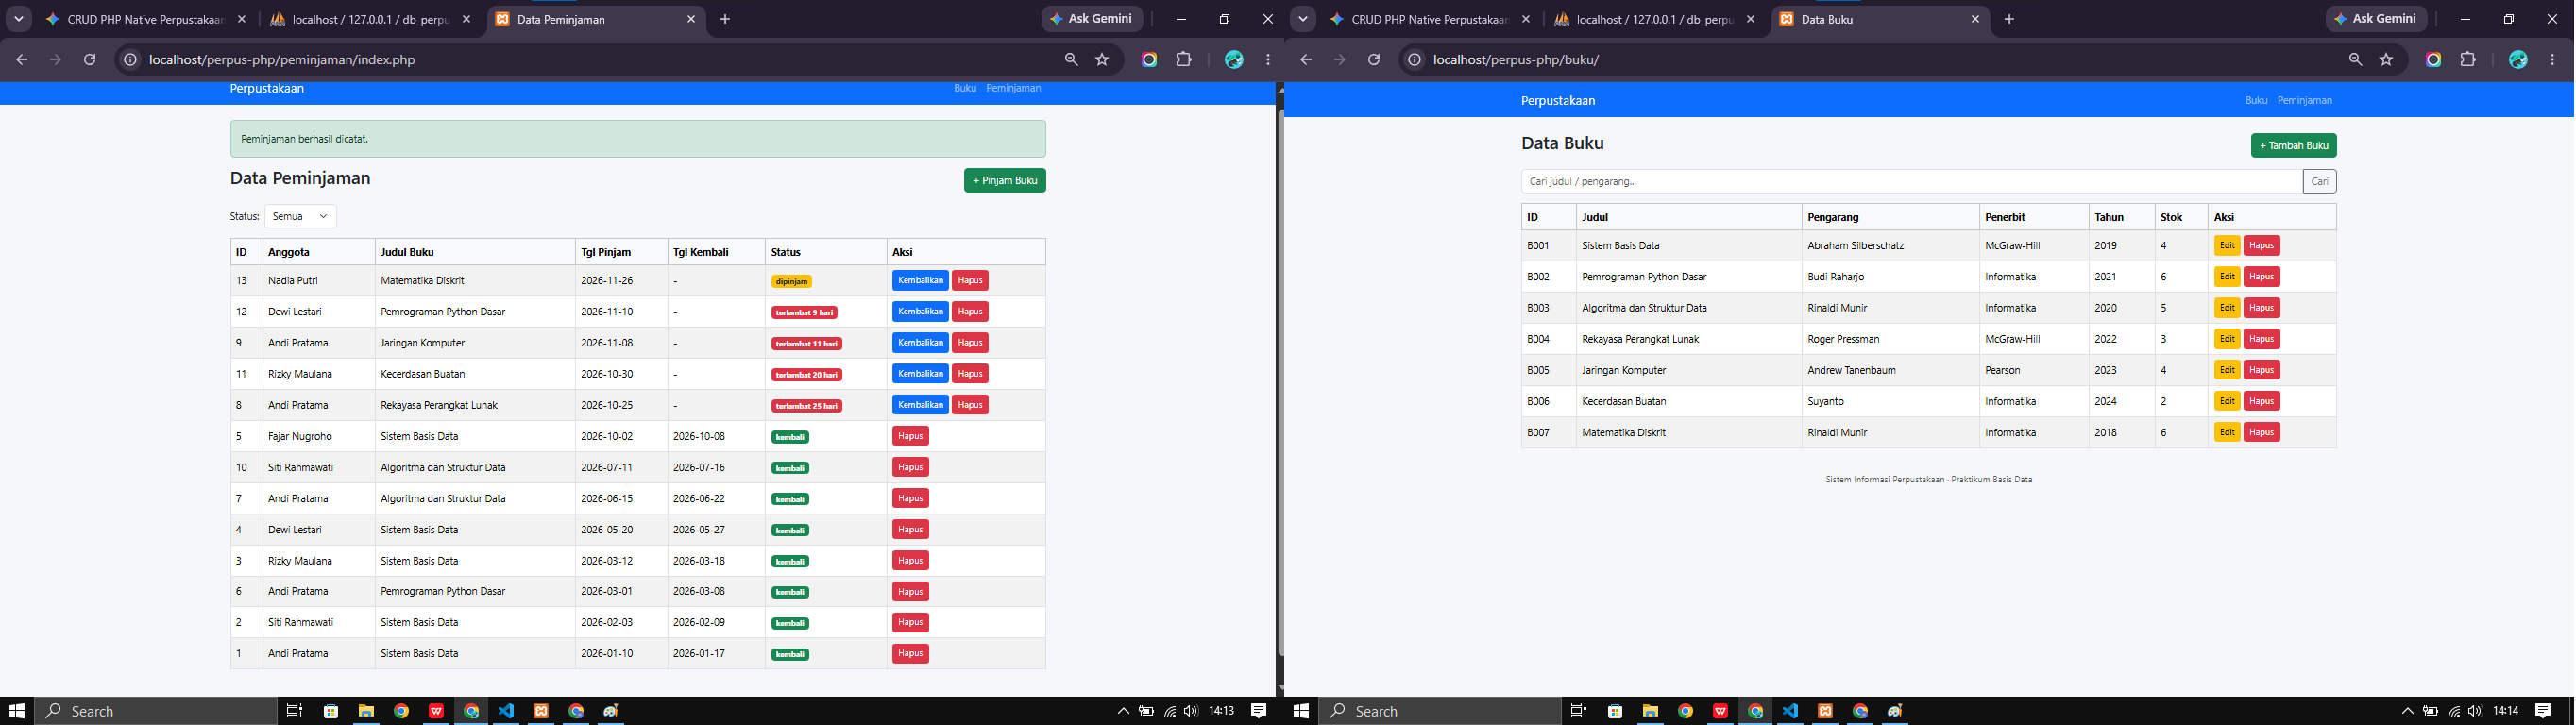 CRUD PHP Native Perpustakaan
localhost / 127.0.0.1 / db_perpu
Data Peminjaman
Ask Gemini
localhost/perpus-php/peminjaman/index.php
Perpustakaan
Buku Peminjaman
Peminjaman berhasil dicatat.
Data Peminjaman
+ Pinjam Buku
Status: Semua
ID Anggota Judul Buku Tgl Pinjam Tgl Kembali Status Aksi
13 Nadia Putri Matematika Diskrit 2026-11-26 - dipinjam Kembalikan Hapus
12 Dewi Lestari Pemrograman Python Dasar 2026-11-10 - terlambat 9 hari Kembalikan Hapus
9 Andi Pratama Jaringan Komputer 2026-11-08 - terlambat 11 hari Kembalikan Hapus
11 Rizky Maulana Kecerdasan Buatan 2026-10-30 - terlambat 20 hari Kembalikan Hapus
8 Andi Pratama Rekayasa Perangkat Lunak 2026-10-25 - terlambat 25 hari Kembalikan Hapus
5 Fajar Nugroho Sistem Basis Data 2026-10-02 2026-10-08 kembali Hapus
10 Siti Rahmawati Algoritma dan Struktur Data 2026-07-11 2026-07-16 kembali Hapus
7 Andi Pratama Algoritma dan Struktur Data 2026-06-15 2026-06-22 kembali Hapus
4 Dewi Lestari Sistem Basis Data 2026-05-20 2026-05-27 kembali Hapus
3 Rizky Maulana Sistem Basis Data 2026-03-12 2026-03-18 kembali Hapus
6 Andi Pratama Pemrograman Python Dasar 2026-03-01 2026-03-08 kembali Hapus
2 Siti Rahmawati Sistem Basis Data 2026-02-03 2026-02-09 kembali Hapus
1 Andi Pratama Sistem Basis Data 2026-01-10 2026-01-17 kembali Hapus
Search
14:13
CRUD PHP Native Perpustakaan
localhost / 127.0.0.1 / db_perpu
Data Buku
Ask Gemini
localhost/perpus-php/buku/
Perpustakaan
Buku Peminjaman
Data Buku
+ Tambah Buku
Cari judul / pengarang...
Cari
ID Judul Pengarang Penerbit Tahun Stok Aksi
B001 Sistem Basis Data Abraham Silberschatz McGraw-Hill 2019 4 Edit Hapus
B002 Pemrograman Python Dasar Budi Raharjo Informatika 2021 6 Edit Hapus
B003 Algoritma dan Struktur Data Rinaldi Munir Informatika 2020 5 Edit Hapus
B004 Rekayasa Perangkat Lunak Roger Pressman McGraw-Hill 2022 3 Edit Hapus
B005 Jaringan Komputer Andrew Tanenbaum Pearson 2023 4 Edit Hapus
B006 Kecerdasan Buatan Suyanto Informatika 2024 2 Edit Hapus
B007 Matematika Diskrit Rinaldi Munir Informatika 2018 6 Edit Hapus
Sistem Informasi Perpustakaan · Praktikum Basis Data
Search
14:14